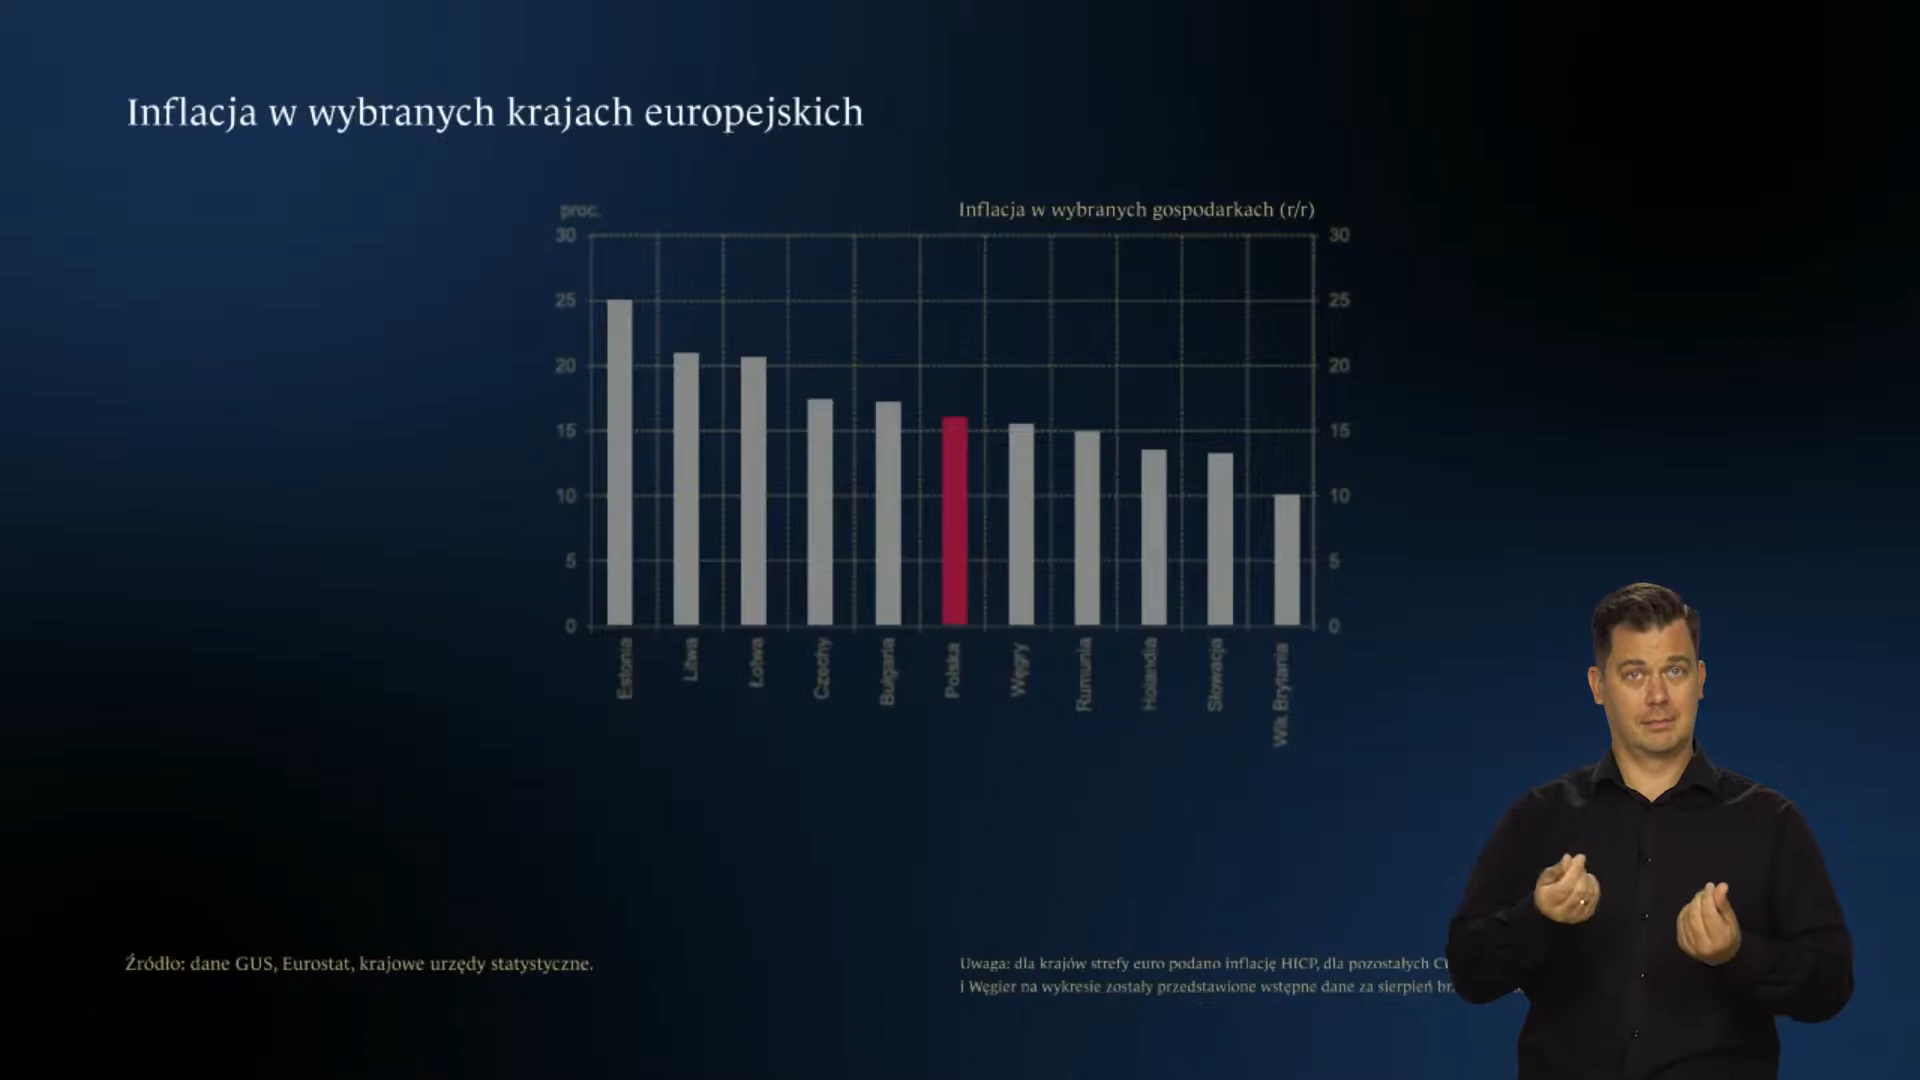 Inflacja w wybranych krajach europejskich
proc.
Inflacja w wybranych gospodarkach (r/r)
30 30
25 25
20 20
15 15
10 10
5 5
0 0
Estonia
Litwa
Łotwa
Czechy
Bułgaria
Polska
Węgry
Rumunia
Holandia
Słowacja
Wlk.Brytania
Źródło: dane GUS, Eurostat, krajowe urzędy statystyczne.
Uwaga: dla krajów strefy euro podano inflację HICP, dla pozostałych
i Węgier na wykresie zostały przedstawione wstępne dane za sierpień